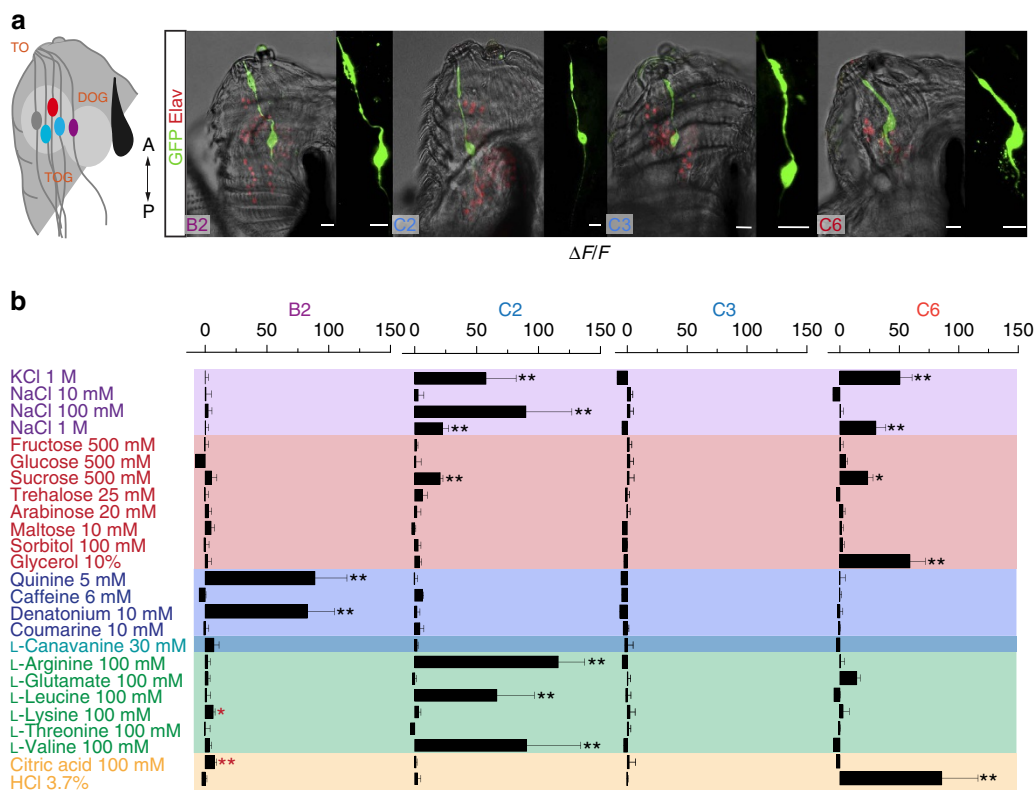 a
TO
DOG
TOG
A
P
GFP Elav
B2
C2
C3
C6
ΔF/F
b
B2 C2 C3 C6
0 50 100 150 0 50 100 150 0 50 100 150 0 50 100 150
KCl 1 M ** **
NaCl 10 mM
NaCl 100 mM **
NaCl 1 M ** **
Fructose 500 mM
Glucose 500 mM
Sucrose 500 mM ** *
Trehalose 25 mM
Arabinose 20 mM
Maltose 10 mM
Sorbitol 100 mM
Glycerol 10% **
Quinine 5 mM **
Caffeine 6 mM
Denatonium 10 mM **
Coumarine 10 mM
L-Canavanine 30 mM
L-Arginine 100 mM **
L-Glutamate 100 mM
L-Leucine 100 mM **
L-Lysine 100 mM *
L-Threonine 100 mM
L-Valine 100 mM **
Citric acid 100 mM **
HCl 3.7% **